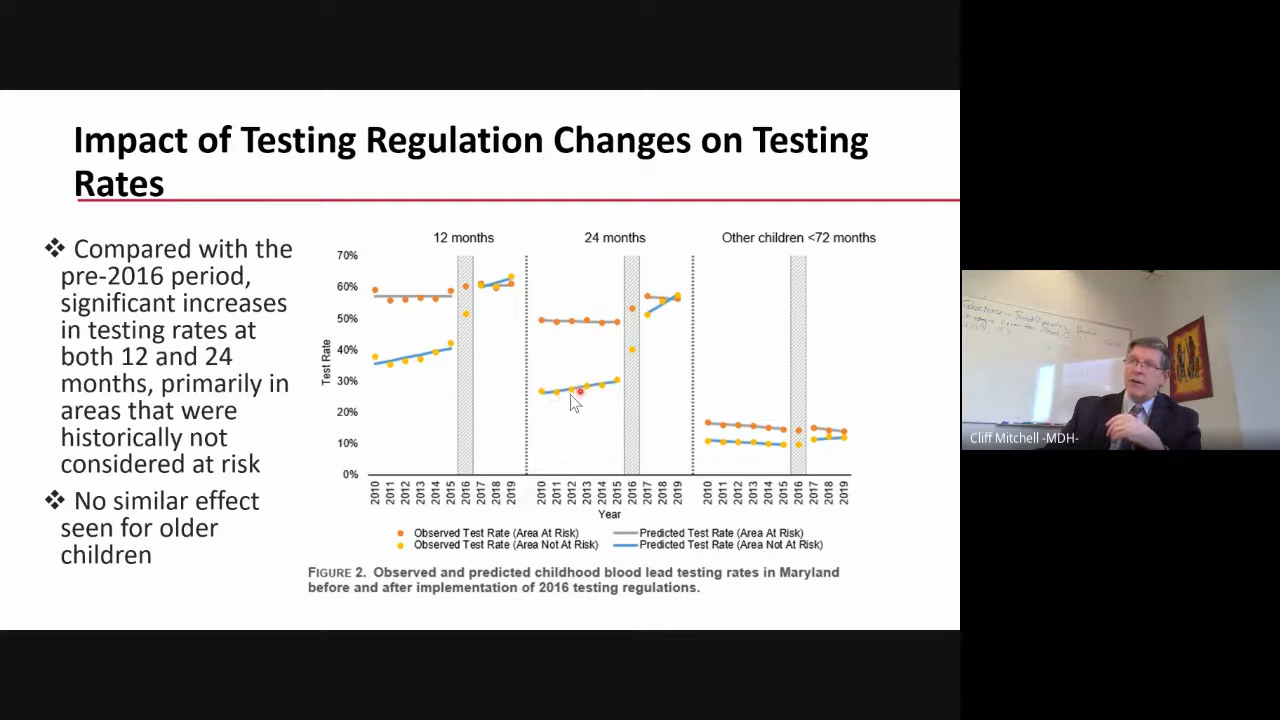 Impact of Testing Regulation Changes on Testing
Rates
❖ Compared with the
pre-2016 period,
significant increases
in testing rates at
both 12 and 24
months, primarily in
areas that were
historically not
considered at risk
❖ No similar effect
seen for older
children
12 months
24 months
Other children <72 months
Test Rate
70%
60%
50%
40%
30%
20%
10%
0%
2010 2011 2012 2013 2014 2015 2016 2017 2018 2019
2010 2011 2012 2013 2014 2015 2016 2017 2018 2019
2010 2011 2012 2013 2014 2015 2016 2017 2018 2019
Year
Observed Test Rate (Area At Risk)
Predicted Test Rate (Area At Risk)
Observed Test Rate (Area Not At Risk)
Predicted Test Rate (Area Not At Risk)
FIGURE 2. Observed and predicted childhood blood lead testing rates in Maryland
before and after implementation of 2016 testing regulations.
Cliff Mitchell -MDH-